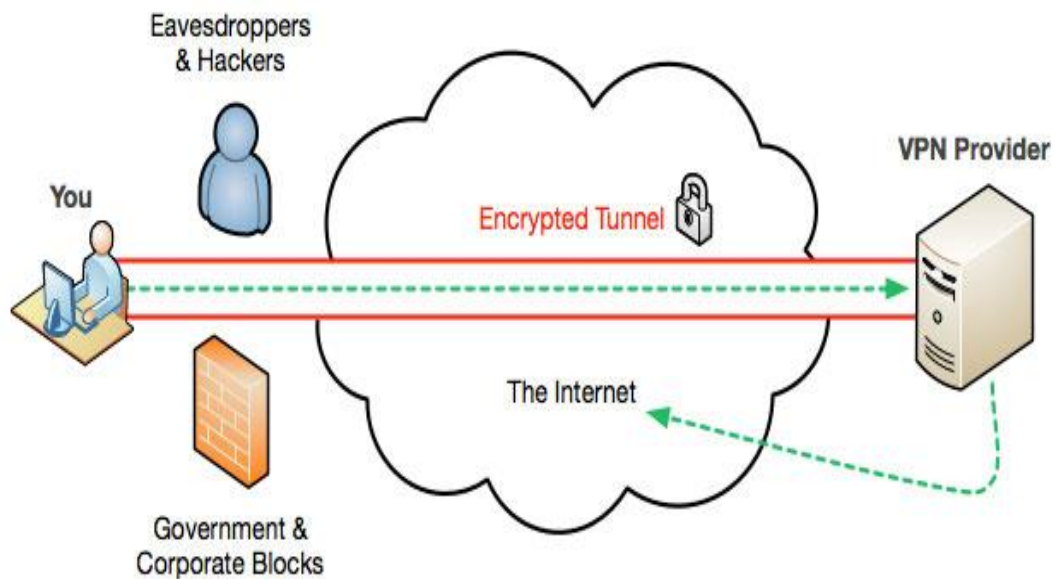 Eavesdroppers
& Hackers
VPN Provider
You
Encrypted Tunnel
The Internet
Government &
Corporate Blocks